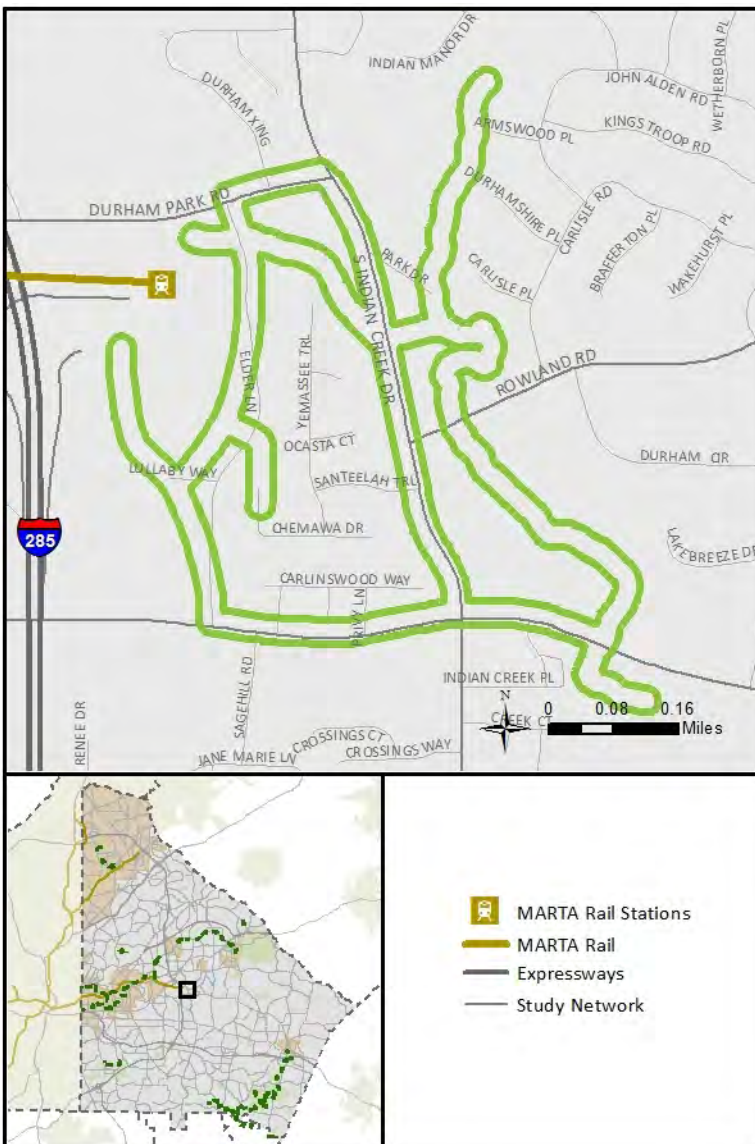 INDIAN MANOR DR
WETHERBORN PL
JOHN ALDEN RD
DURHAM XING
ARMSWOOD PL
KINGS TROOP RD
DURHAMSHIRE PL
CARLISLE RD
DURHAM PARK RD
BRAFFERTON PL
WAKEHURST PL
PARK DR
CARLISLE PL
S INDIAN CREEK DR
ELDER LN
YEMASSEE TRL
ROWLAND RD
OCASTA CT
DURHAM CIR
LULLABY WAY
SANTEELAH TRL
285
CHEMAWA DR
LAKEBREEZE DR
CARLINSWOOD WAY
PRIVY LN
SAGEHILL RD
INDIAN CREEK PL
RENEE DR
N
0 0.08 0.16
CREEK CT
Miles
CROSSINGS CT
JANE MARIE LN
CROSSINGS WAY
MARTA Rail Stations
MARTA Rail
Expressways
Study Network